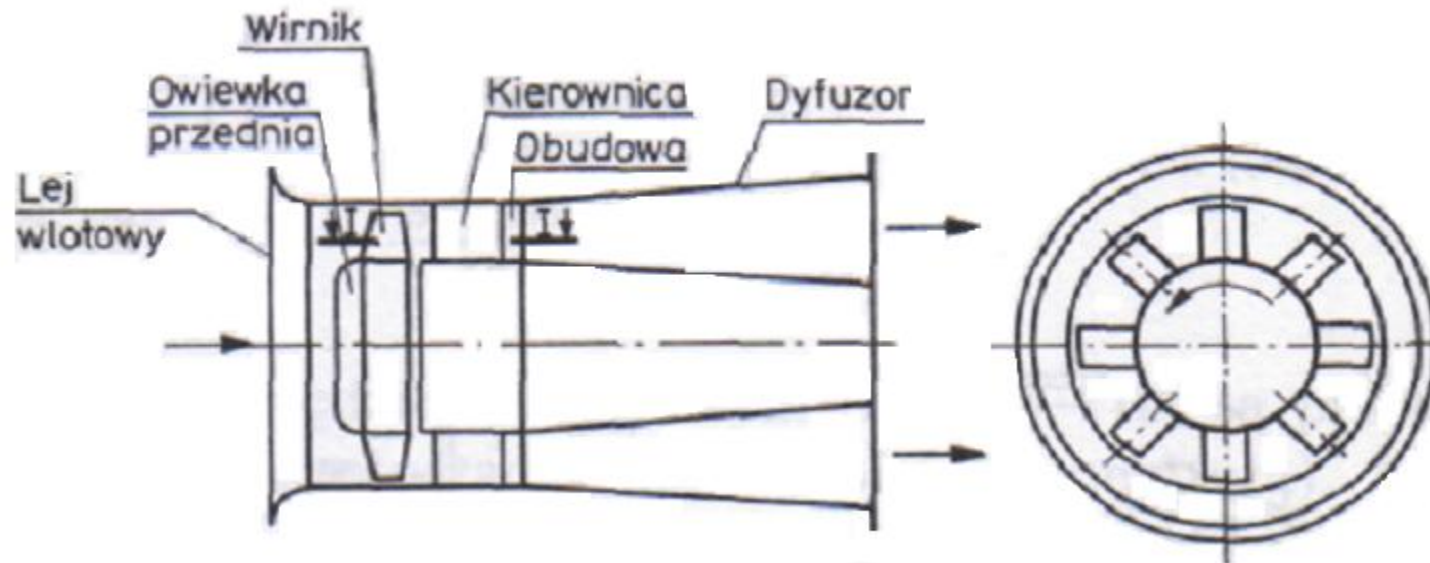 Wirnik
Owiewka
przednia
Kierownica
Obudowa
Dyfuzor
Lej
wlotowy
I
I